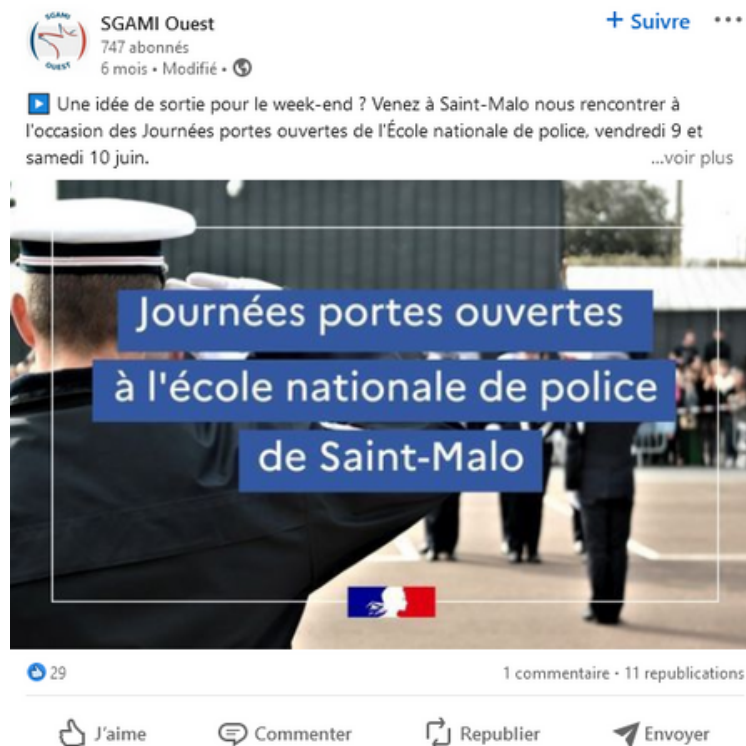 SGAMI
OUEST
SGAMI Ouest
+ Suivre
747 abonnés
6 mois • Modifié •
Une idée de sortie pour le week-end ? Venez à Saint-Malo nous rencontrer à
l'occasion des Journées portes ouvertes de l'École nationale de police, vendredi 9 et
samedi 10 juin.
...voir plus
Journées portes ouvertes
à l'école nationale de police
de Saint-Malo
29
1 commentaire • 11 republications
J'aime
Commenter
Republier
Envoyer